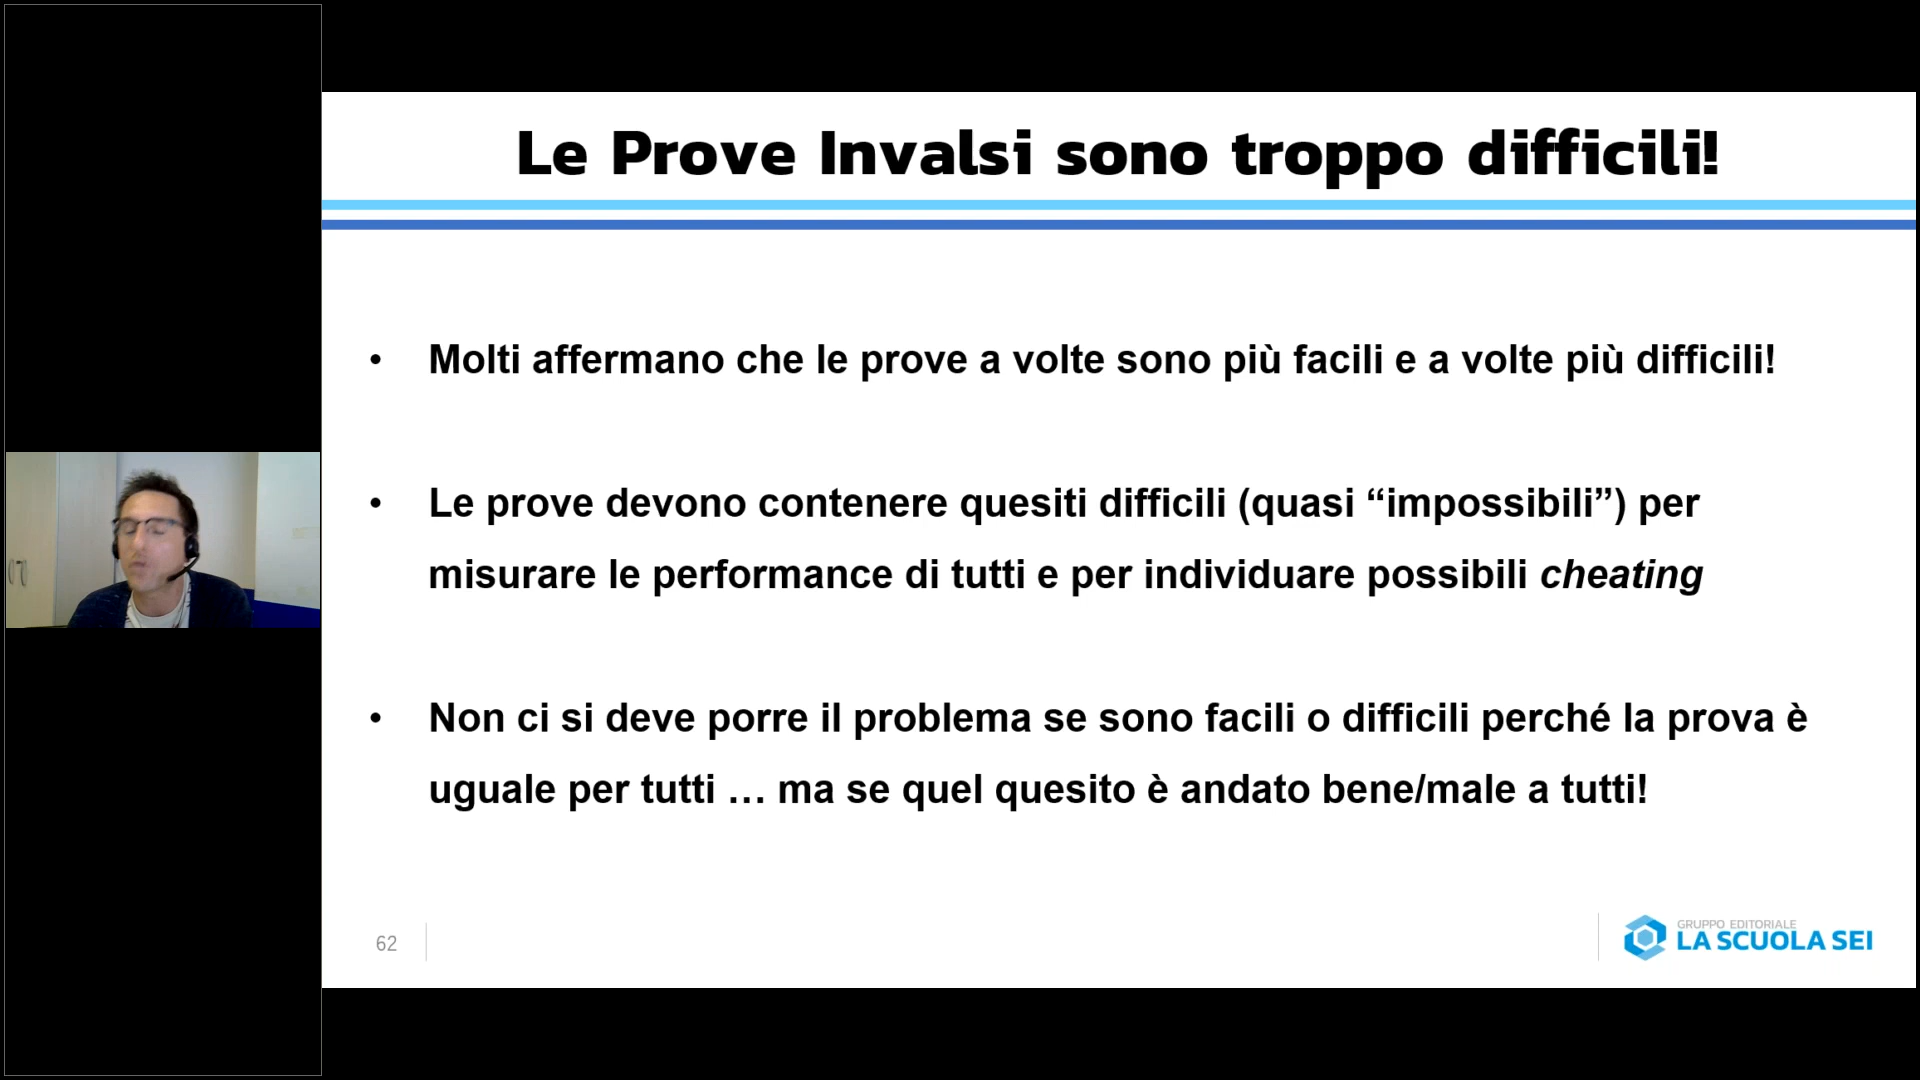 Le Prove Invalsi sono troppo difficili!
• Molti affermano che le prove a volte sono più facili e a volte più difficili!
• Le prove devono contenere quesiti difficili (quasi “impossibili”) per
misurare le performance di tutti e per individuare possibili cheating
• Non ci si deve porre il problema se sono facili o difficili perché la prova è
uguale per tutti … ma se quel quesito è andato bene/male a tutti!
62
GRUPPO EDITORIALE
LA SCUOLA SEI